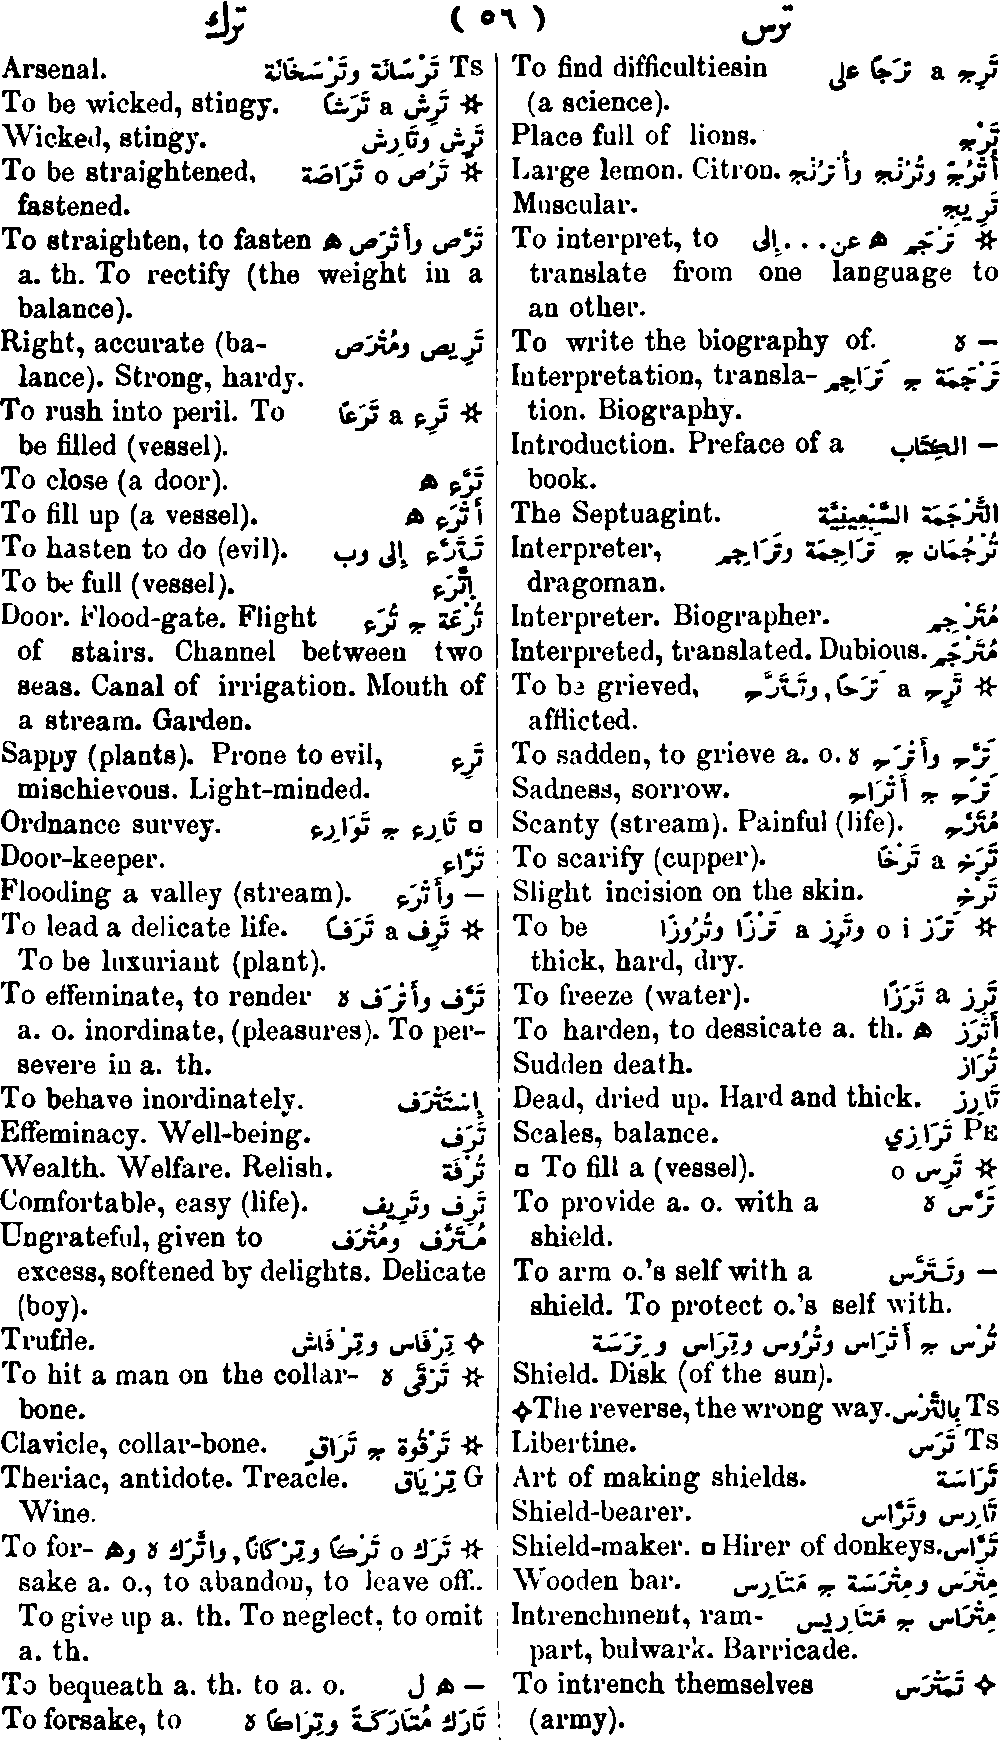 ترس ( ٥٦ ) ترك
To find difficultiesin تَرِج a تَرَجًا على
(a science).
Place full of lions. تَرْج
Large lemon. Citron. أُتْرُجّ وتُرُنْج وأُتْرُنْج
Muscular. تَرِيج
To interpret, to ✲ تَرْجَم ه عن...إلى
translate from one language to
an other.
To write the biography of. — ه
Interpretation, transla- تَرْجَمَة ج تَرَاجِم
tion. Biography.
Introduction. Preface of a — الكِتَاب
book.
The Septuagint. التَّرْجَمَة السَّبْعِينِيَّة
Interpreter, تُرْجُمَان ج تَرَاجِمَة وتَرَاجِم
dragoman.
Interpreter. Biographer. مُتَرْجِم
Interpreted, translated. Dubious. مُتَرْجَم
To be grieved, ✲ تَرِح a تَرَحًا, وتَتَرَّح
afflicted.
To sadden, to grieve a. o. تَرَّح وأَتْرَح ه
Sadness, sorrow. تَرَح ج أَتْرَاح
Scanty (stream). Painful (life). مُتَرَّح
To scarify (cupper). تَرَخ a تَرْخًا
Slight incision on the skin. تَرْخ
To be ✲ تَرَز o i وتَرِز a تَرْزًا وتُرُوزًا
thick, hard, dry.
To freeze (water). تَرِز a تَرَزًا
To harden, to dessicate a. th. أَتْرَز ه
Sudden death. تُرَاز
Dead, dried up. Hard and thick. تَارِز
Scales, balance. PE تَرَازِي
▫ To fill a (vessel). ✲ تَرَس o
To provide a. o. with a تَرَّس ه
shield.
To arm o.'s self with a — وتَتَرَّس
shield. To protect o.'s self with.
تُرْس ج أَتْرَاس وتُرُوس وتِرَاس وتِرَسَة
Shield. Disk (of the sun).
✧The reverse, the wrong way. TS بِالتُّرْس
Libertine. TS تَرَس
Art of making shields. تَرَاسَة
Shield-bearer. تَارِس وتَرَّاس
Shield-maker. ▫ Hirer of donkeys. تَرَّاس
Wooden bar. مِتْرَس ومِتْرَسَة ج مَتَارِس
Intrenchment, ram- مِتْرَاس ج مَتَارِيس
part, bulwark. Barricade.
To intrench themselves ✧ تَمَتْرَس
(army).
Arsenal. TS تَرْسَانَة وتَرْسَخَانَة
To be wicked, stingy. ✲ تَرِش a تَرَشًا
Wicked, stingy. تَرِش وتَارِش
To be straightened, ✲ تَرُص o تَرَاصَة
fastened.
To straighten, to fasten تَرَّص وأَتْرَص ه
a. th. To rectify (the weight in a
balance).
Right, accurate (ba- تَرِيص ومُتْرَص
lance). Strong, hardy.
To rush into peril. To ✲ تَرِع a تَرَعًا
be filled (vessel).
To close (a door). تَرَّع ه
To fill up (a vessel). أَتْرَع ه
To hasten to do (evil). تَتَرَّع إلى وب
To be full (vessel). إِتَّرَع
Door. Flood-gate. Flight تُرْعَة ج تُرَع
of stairs. Channel between two
seas. Canal of irrigation. Mouth of
a stream. Garden.
Sappy (plants). Prone to evil, تَرِع
mischievous. Light-minded.
Ordnance survey. ▫ تَارِع ج تَوَارِع
Door-keeper. تَرَّاع
Flooding a valley (stream). — وأَتْرَع
To lead a delicate life. ✲ تَرِف a تَرَفًا
To be luxuriant (plant).
To effeminate, to render تَرَّف وأَتْرَف ه
a. o. inordinate, (pleasures). To per-
severe in a. th.
To behave inordinately. إِسْتَتْرَف
Effeminacy. Well-being. تَرَف
Wealth. Welfare. Relish. تُرْفَة
Comfortable, easy (life). تَرِف وتَرِيف
Ungrateful, given to مُتَرَّف ومُتْرَف
excess, softened by delights. Delicate
(boy).
Truffle. ✧ تِرْفَاس وتِرْفَاش
To hit a man on the collar- ✲ تَرْقَى ه
bone.
Clavicle, collar-bone. ✲ تَرْقُوَة ج تَرَاقٍ
Theriac, antidote. Treacle. G تِرْيَاق
Wine.
To for- ✲ تَرَك o تَرْكًا وتِرْكَانًا, واتَّرَك ه وه
sake a. o., to abandon, to leave off.
To give up a. th. To neglect, to omit
a. th.
To bequeath a. th. to a. o. — ه ل
To forsake, to تَارَك مُتَارَكَةً وتِرَاكًا ه